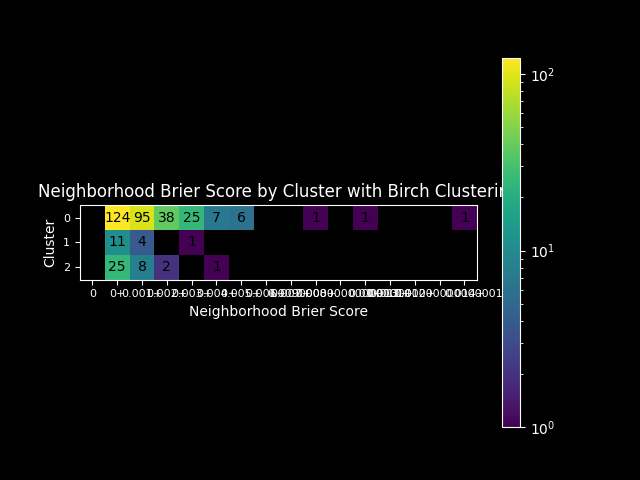 Neighborhood Brier Score by Cluster with Birch Clustering
10²
0 124 95 38 25 7 6 1 1 1
Cluster
1 11 4 1
10¹
2 25 8 2 1
0 0+
Neighborhood Brier Score
10⁰